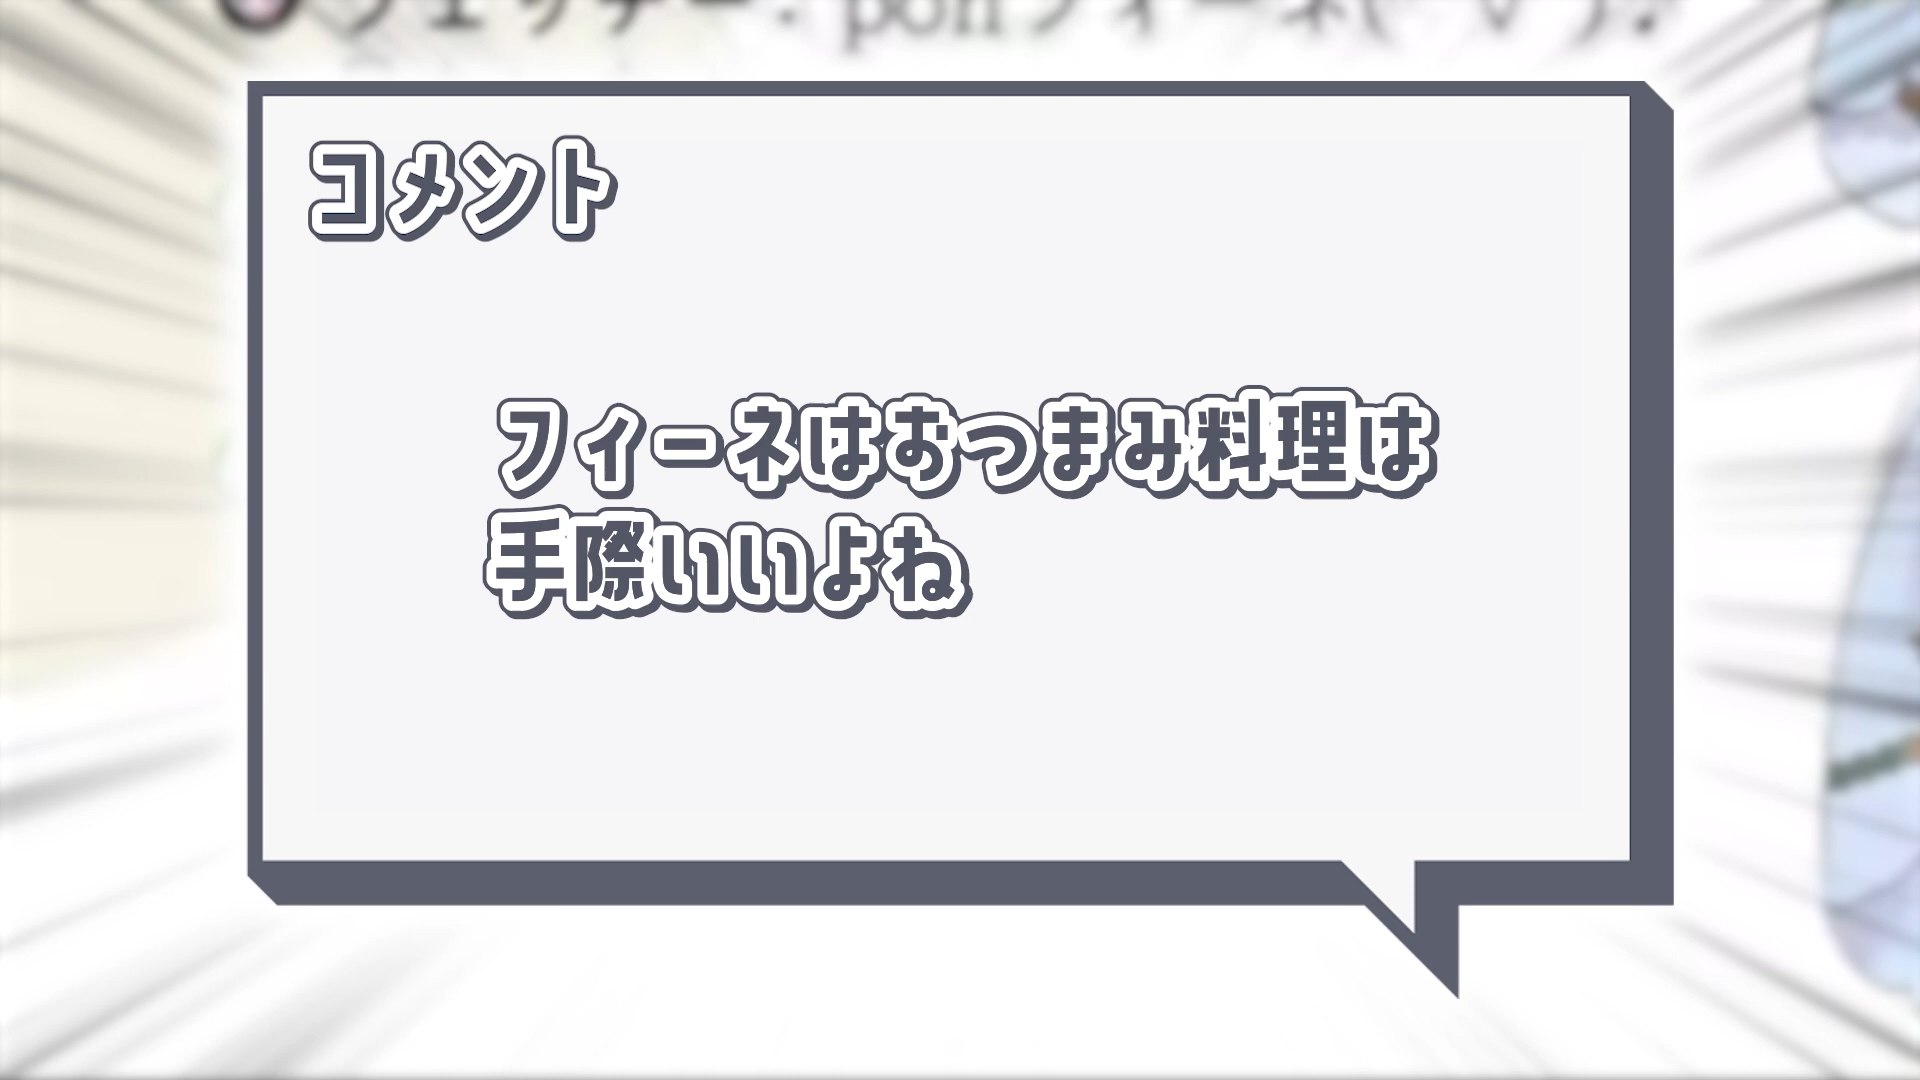 コメント
フィーネはおつまみ料理は
手際いいよね